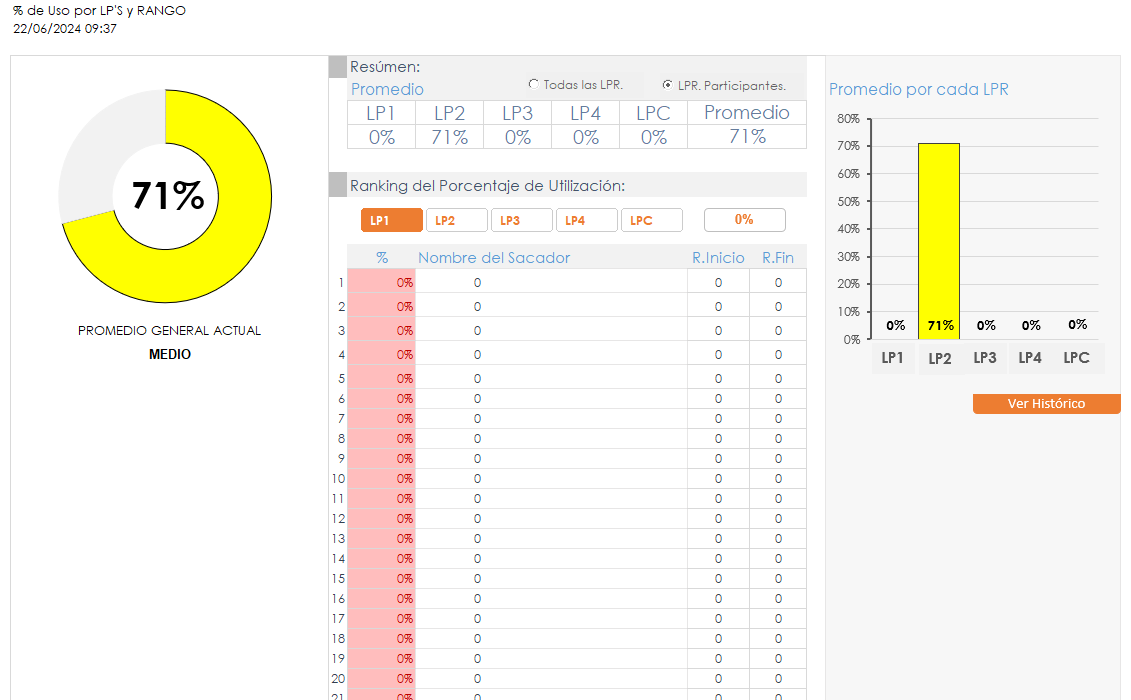 % de Uso por LP'S y RANGO
22/06/2024 09:37
71%
PROMEDIO GENERAL ACTUAL
MEDIO
Resúmen:
Promedio
Todas las LPR.
LPR. Participantes.
LP1 LP2 LP3 LP4 LPC Promedio
0% 71% 0% 0% 0% 71%
Ranking del Porcentaje de Utilización:
LP1 LP2 LP3 LP4 LPC 0%
% Nombre del Sacador R.Inicio R.Fin
1 0% 0 0 0
2 0% 0 0 0
3 0% 0 0 0
4 0% 0 0 0
5 0% 0 0 0
6 0% 0 0 0
7 0% 0 0 0
8 0% 0 0 0
9 0% 0 0 0
10 0% 0 0 0
11 0% 0 0 0
12 0% 0 0 0
13 0% 0 0 0
14 0% 0 0 0
15 0% 0 0 0
16 0% 0 0 0
17 0% 0 0 0
18 0% 0 0 0
19 0% 0 0 0
20 0% 0 0 0
21 0% 0 0 0
Promedio por cada LPR
80%
70%
60%
50%
40%
30%
20%
10%
0%
0% 71% 0% 0% 0%
LP1 LP2 LP3 LP4 LPC
Ver Histórico